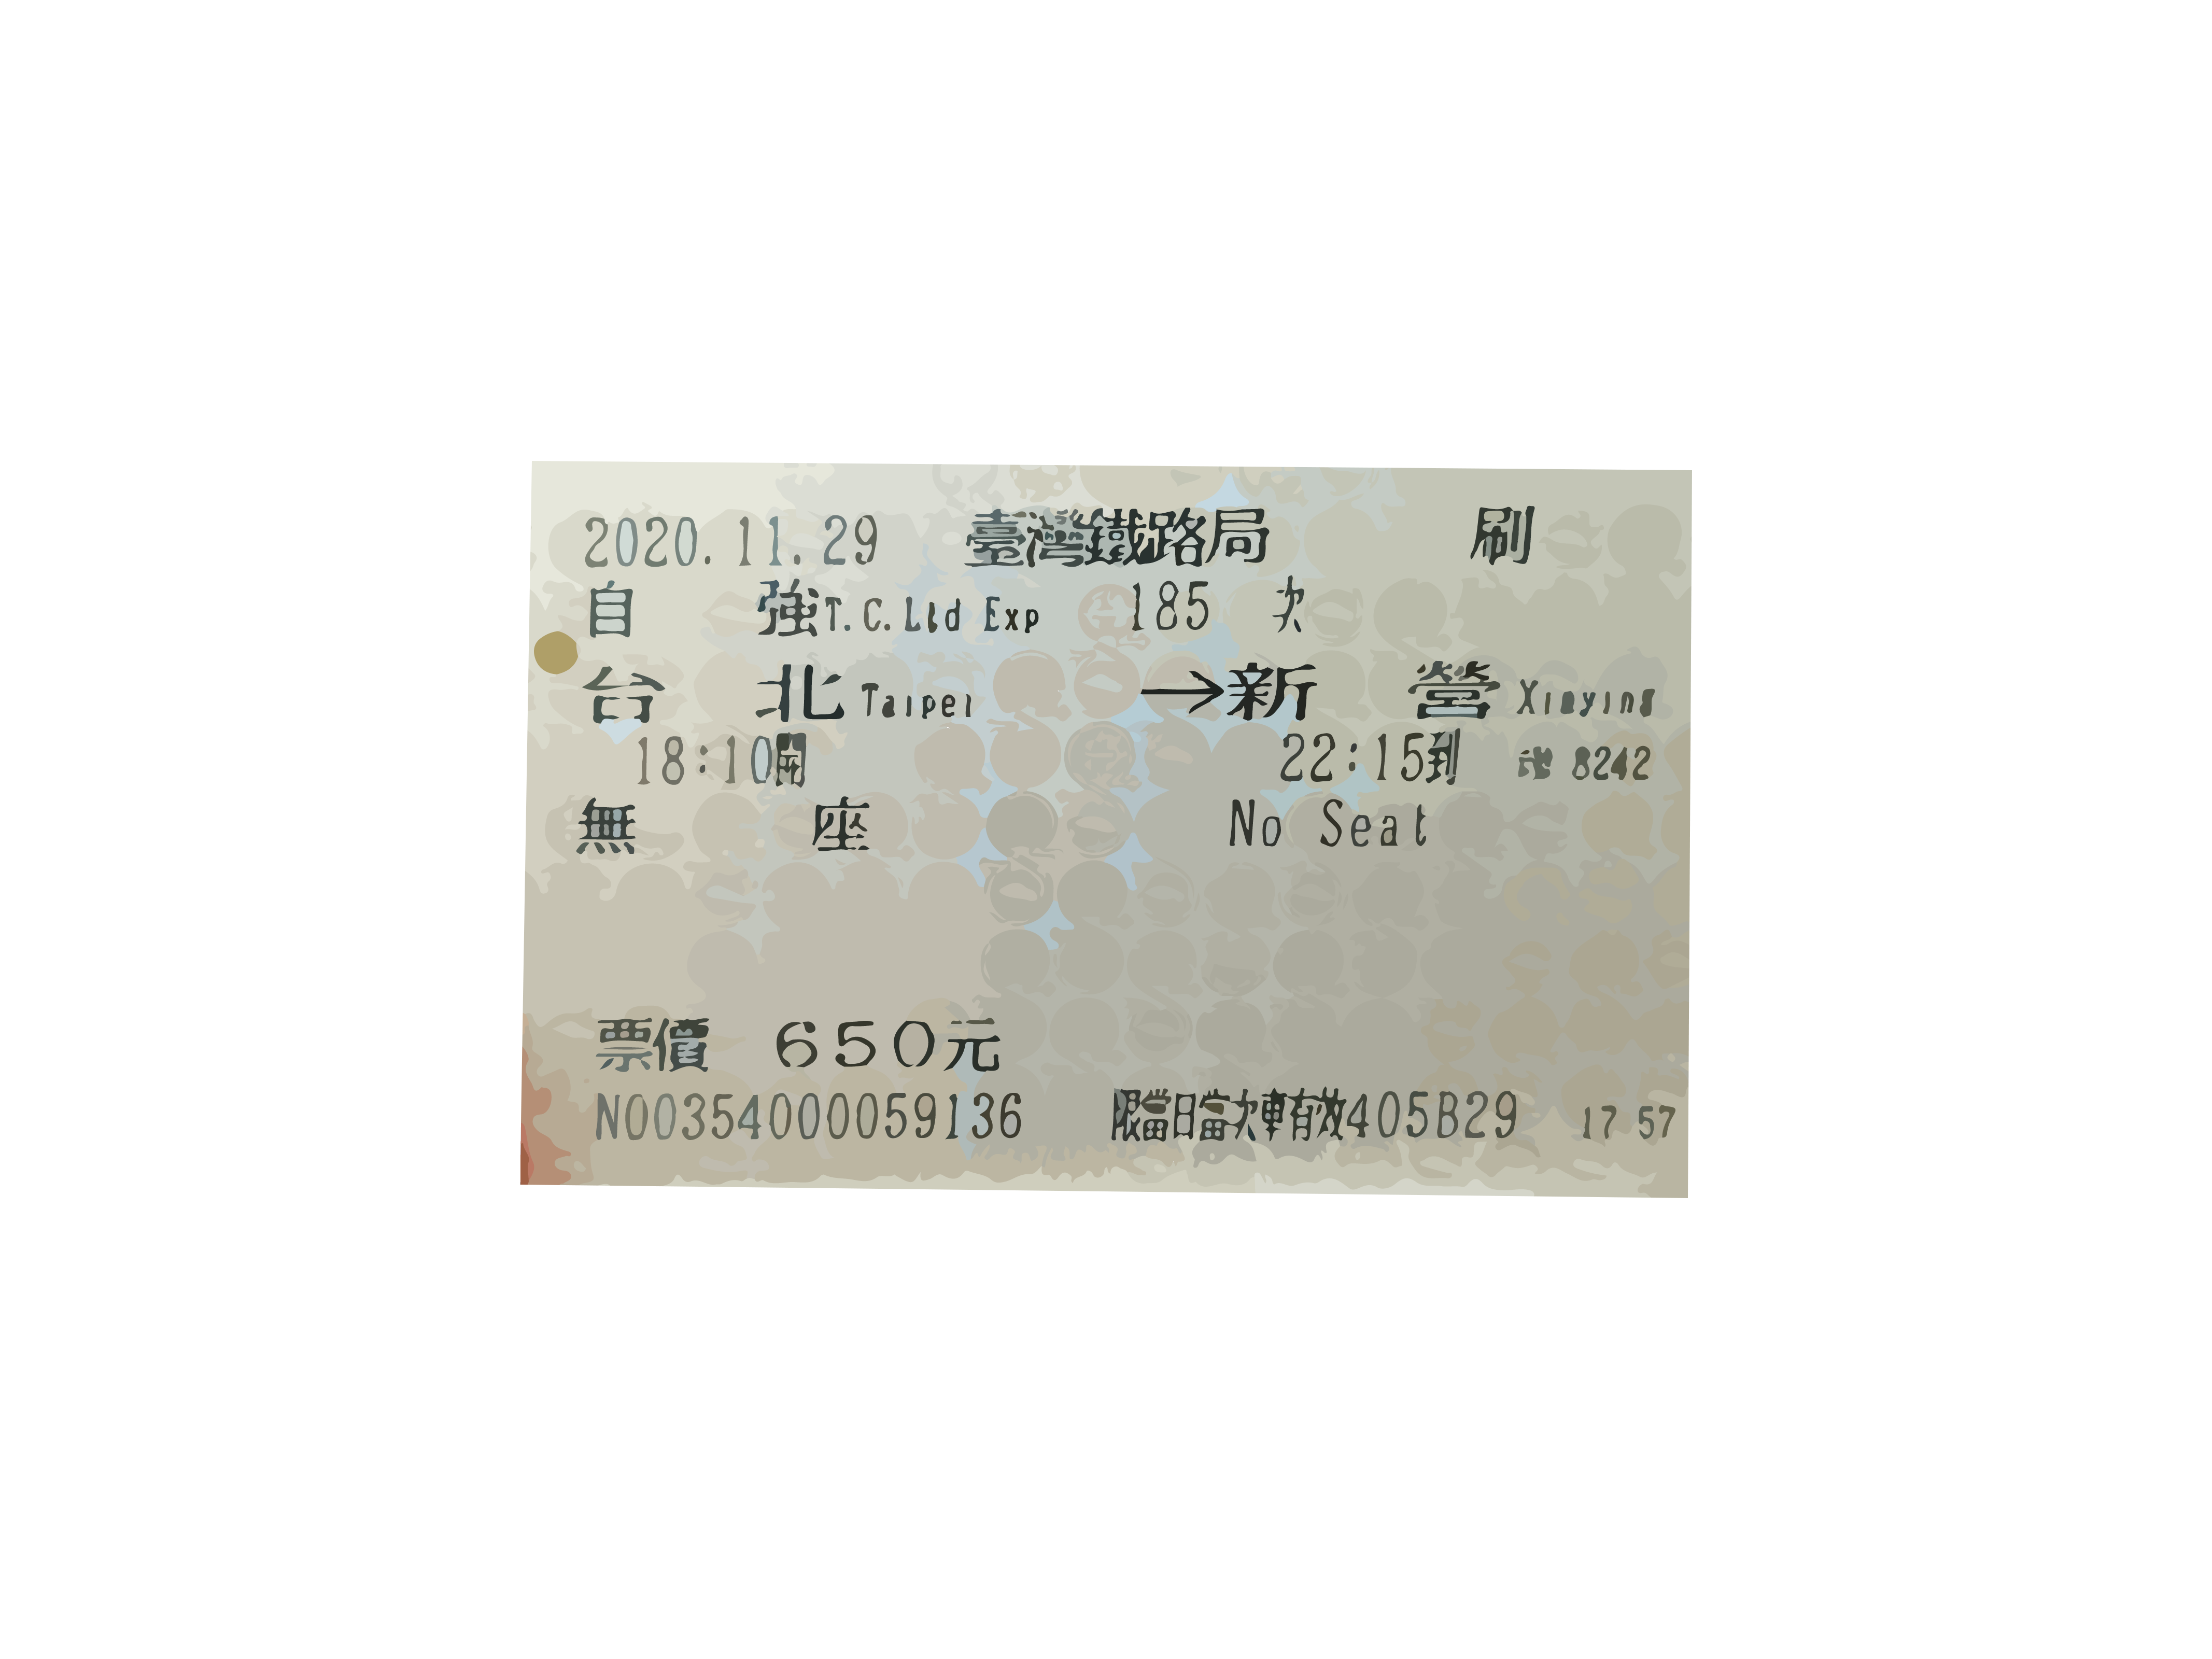 2020.11.29 臺灣鐵路局 刷
自 強 T.C.Ltd Exp 185 次
台 北 Taipei →新 營 Xinying
18:10開 22:15到 8242
無 座 No Seat
票價 650元
N00354000059136 限當日當次車有效405B29 17 57